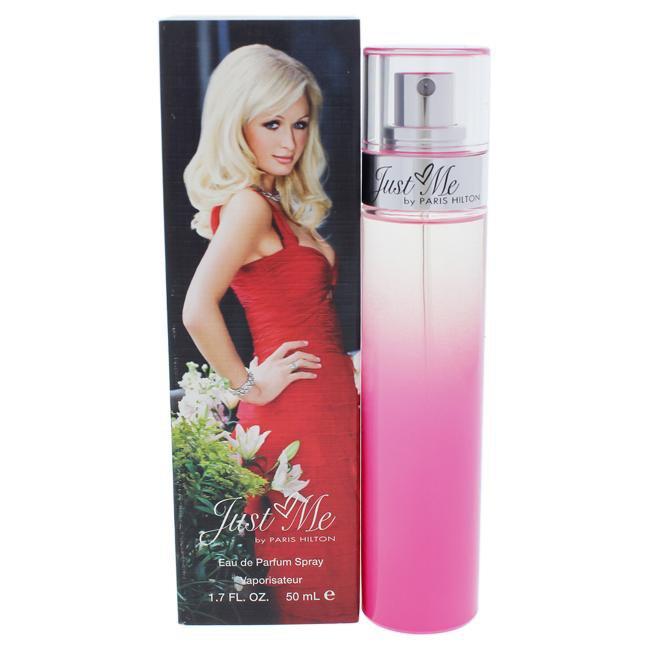 Just Me
by PARIS HILTON
Eau de Parfum Spray
Vaporisateur
1.7 FL. OZ. 50 mL e
Just Me
by PARIS HILTON